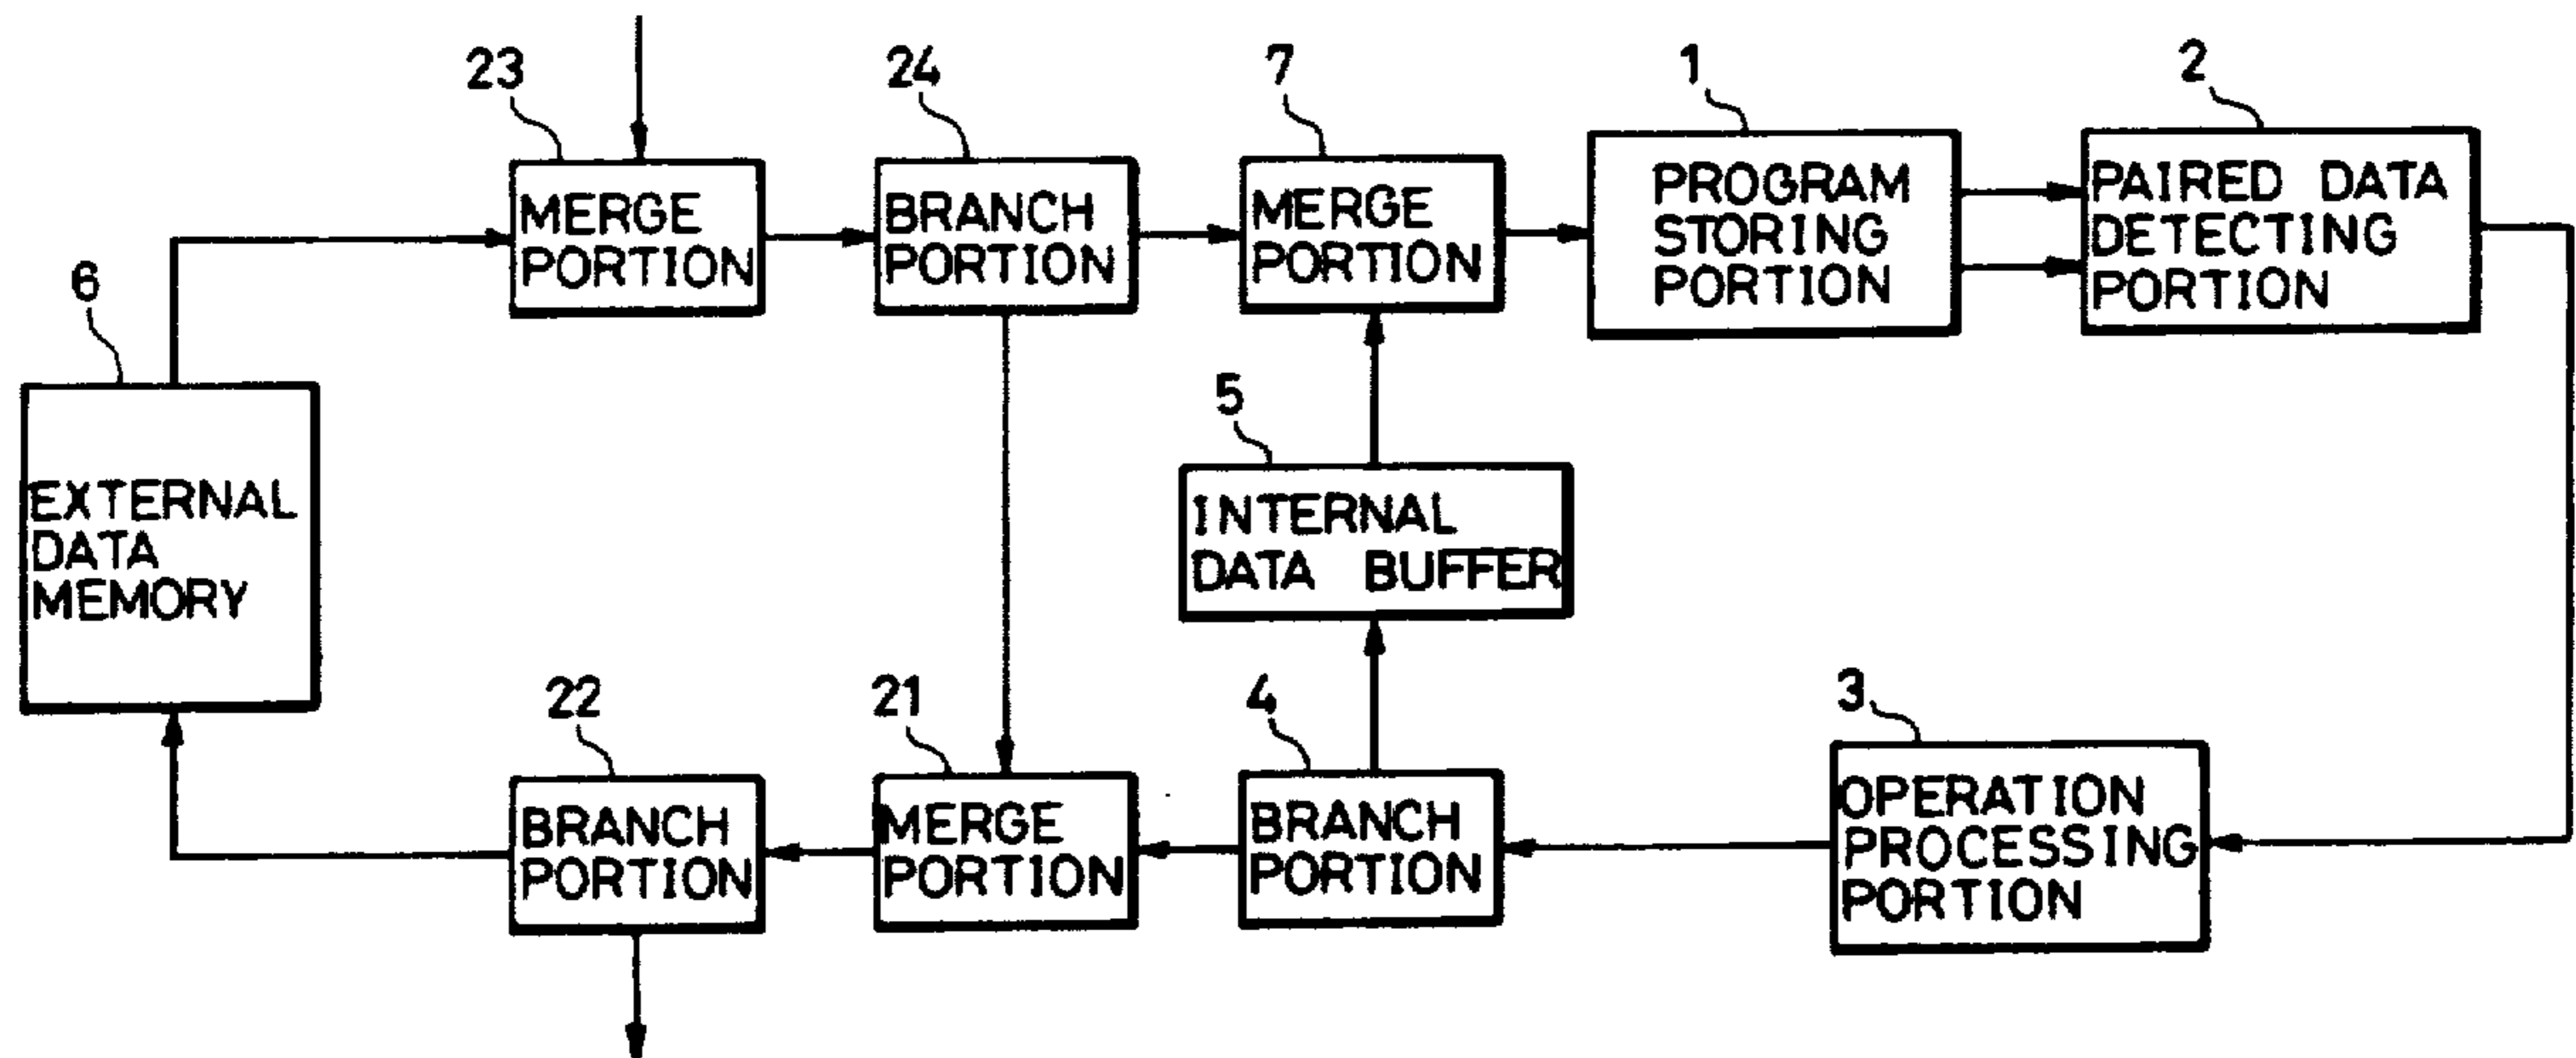 23
24
7
1
2
MERGE
PORTION
BRANCH
PORTION
MERGE
PORTION
PROGRAM
STORING
PORTION
PAIRED DATA
DETECTING
PORTION
6
EXTERNAL
DATA
MEMORY
5
INTERNAL
DATA BUFFER
22
21
4
3
BRANCH
PORTION
MERGE
PORTION
BRANCH
PORTION
OPERATION
PROCESSING
PORTION